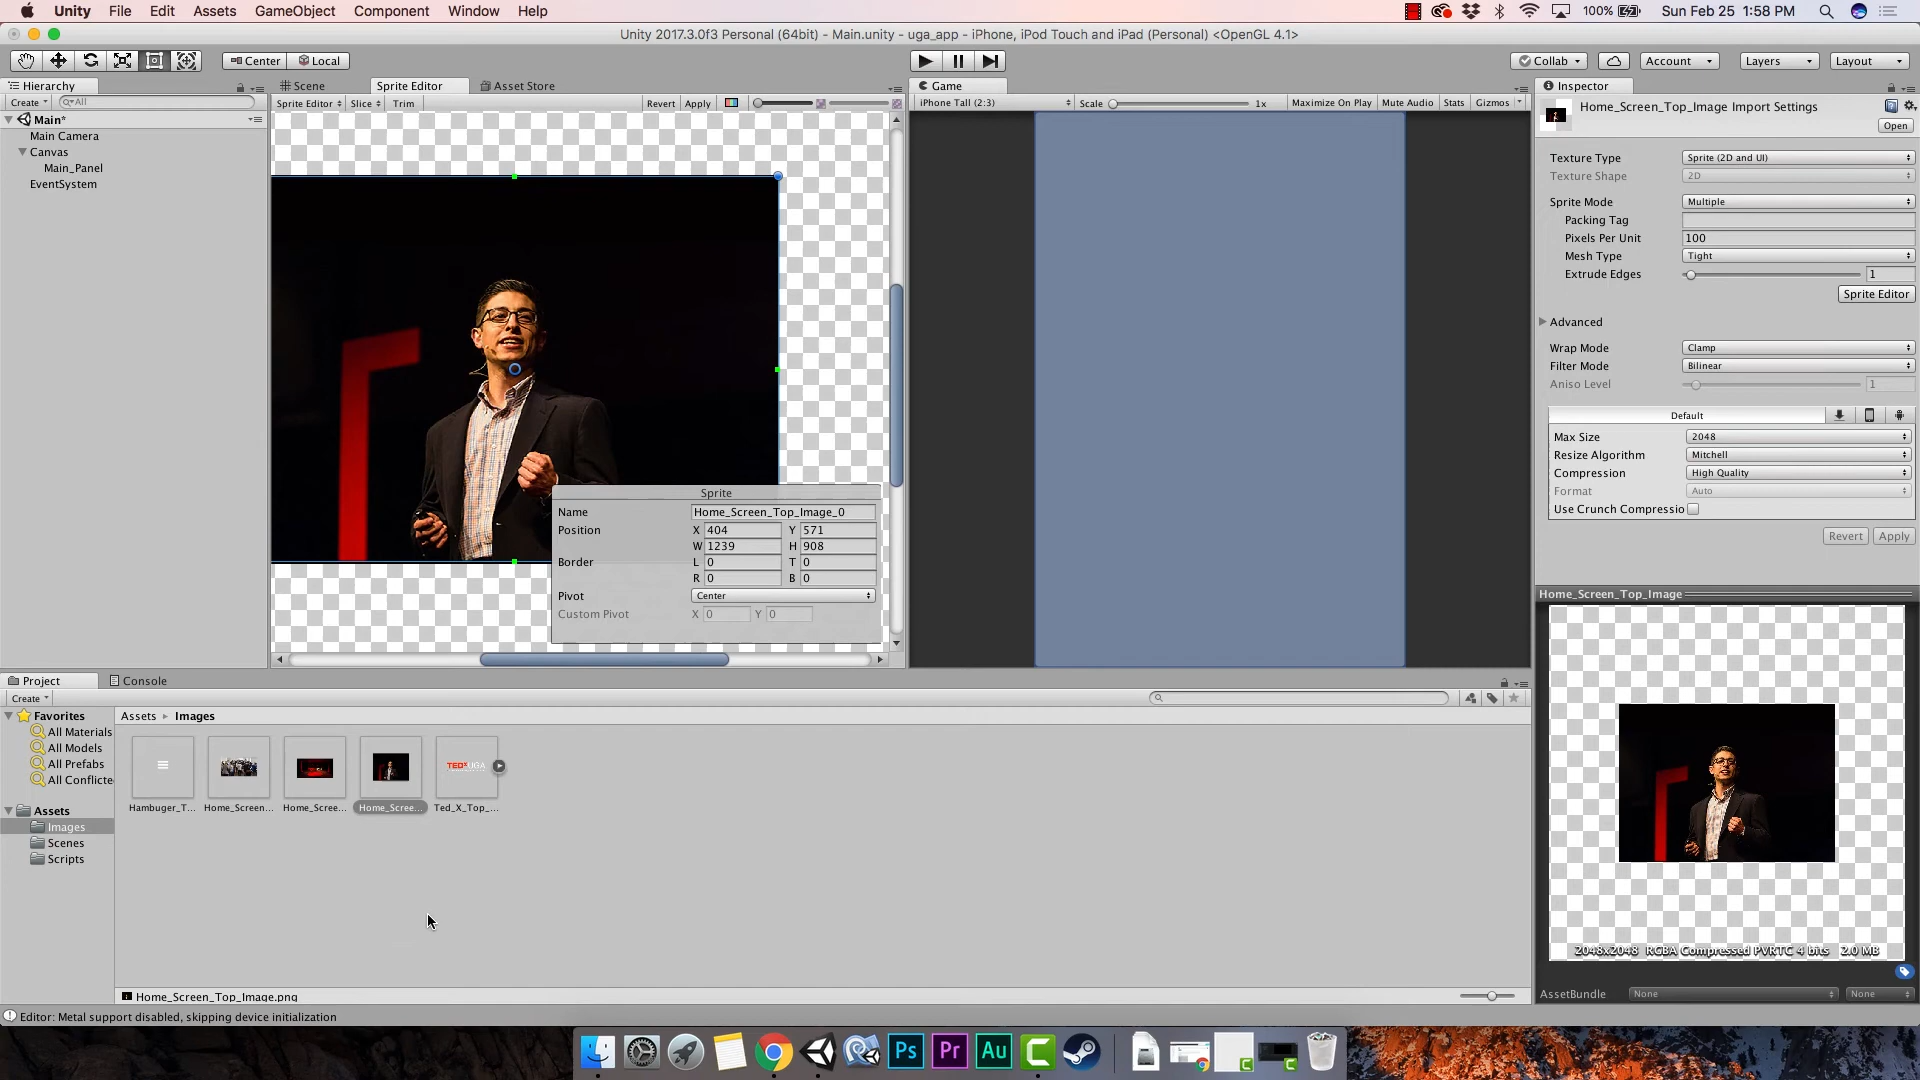 Unity File Edit Assets GameObject Component Window Help
100% Sun Feb 25 1:58 PM
Unity 2017.3.0f3 Personal (64bit) - Main.unity - uga_app - iPhone, iPod Touch and iPad (Personal) <OpenGL 4.1>
Center Local
Collab Account Layers Layout
Hierarchy
Create All
Main*
Main Camera
Canvas
Main_Panel
EventSystem
Scene Sprite Editor Asset Store
Sprite Editor Slice Trim Revert Apply
Sprite
Name Home_Screen_Top_Image_0
Position X 404 Y 571
W 1239 H 908
Border L 0 T 0
R 0 B 0
Pivot Center
Custom Pivot X 0 Y 0
Game
iPhone Tall (2:3) Scale 1x Maximize On Play Mute Audio Stats Gizmos
Inspector
Home_Screen_Top_Image Import Settings
Open
Texture Type Sprite (2D and UI)
Texture Shape 2D
Sprite Mode Multiple
Packing Tag
Pixels Per Unit 100
Mesh Type Tight
Extrude Edges 1
Sprite Editor
Advanced
Wrap Mode Clamp
Filter Mode Bilinear
Aniso Level 1
Default
Max Size 2048
Resize Algorithm Mitchell
Compression High Quality
Format Auto
Use Crunch Compressio
Revert Apply
Home_Screen_Top_Image
2048x2048 RGBA Compressed PVRTC 4 bits 2.0 MB
AssetBundle None None
Project Console
Create
Favorites
All Materials
All Models
All Prefabs
All Conflicte
Assets
Images
Scenes
Scripts
Assets Images
TEDxUGA
Hambuger_T... Home_Screen... Home_Scree... Home_Scree... Ted_X_Top_...
Home_Screen_Top_Image.png
Editor: Metal support disabled, skipping device initialization
Ps Pr Au